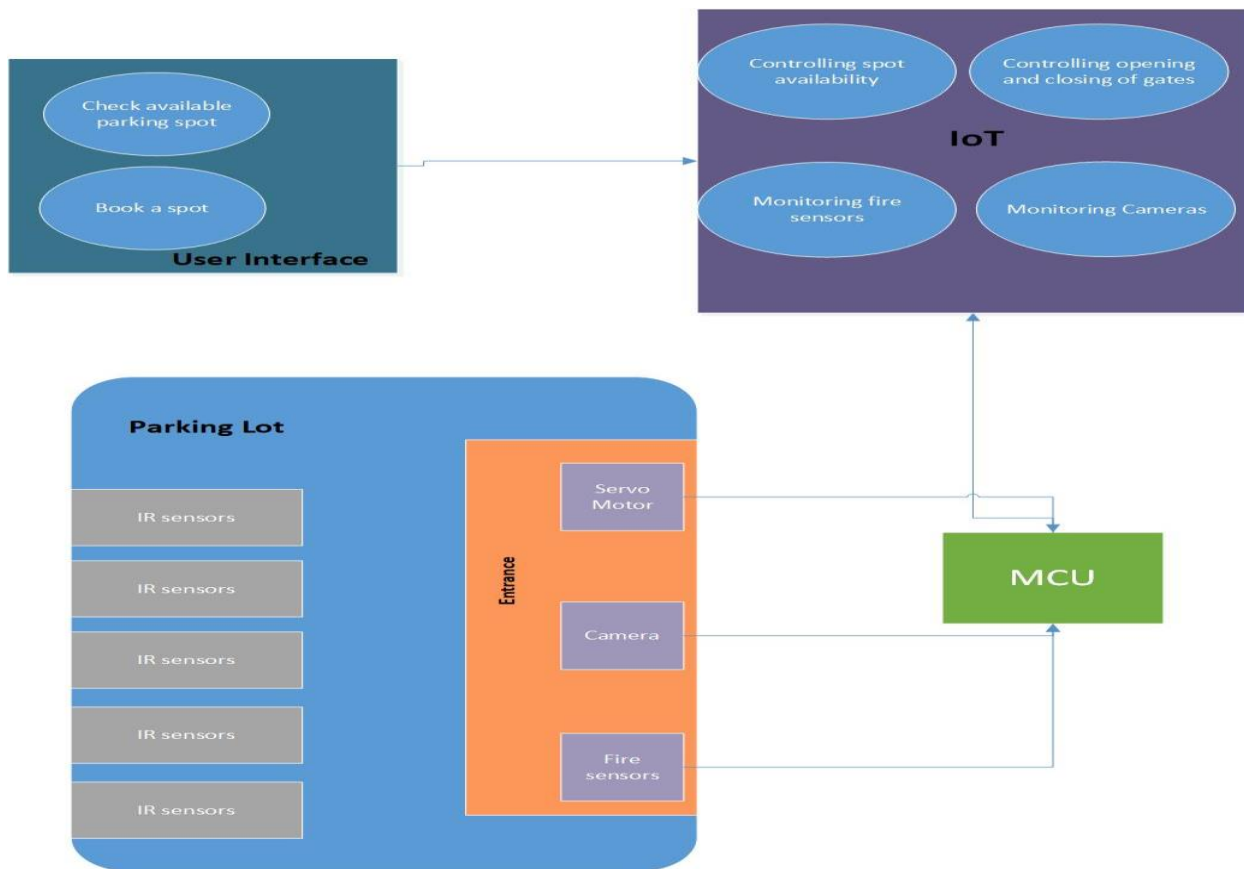 Check available
parking spot
Book a spot
User Interface
Controlling spot
availability
Controlling opening
and closing of gates
IoT
Monitoring fire
sensors
Monitoring Cameras
Parking Lot
IR sensors
IR sensors
IR sensors
IR sensors
IR sensors
Entrance
Servo
Motor
Camera
Fire
sensors
MCU